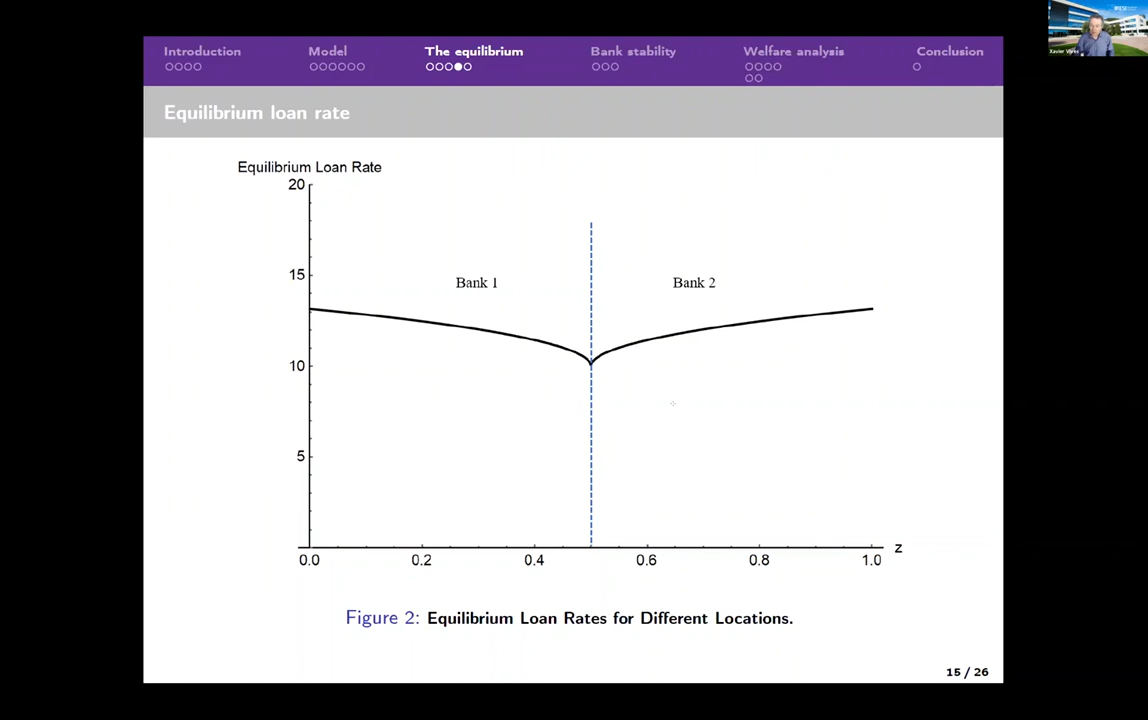 Introduction Model The equilibrium Bank stability Welfare analysis Conclusion
Equilibrium loan rate
Equilibrium Loan Rate
20
15
10
5
Bank 1 Bank 2
0.0 0.2 0.4 0.6 0.8 1.0 z
Figure 2: Equilibrium Loan Rates for Different Locations.
15 / 26
Xavier Vives